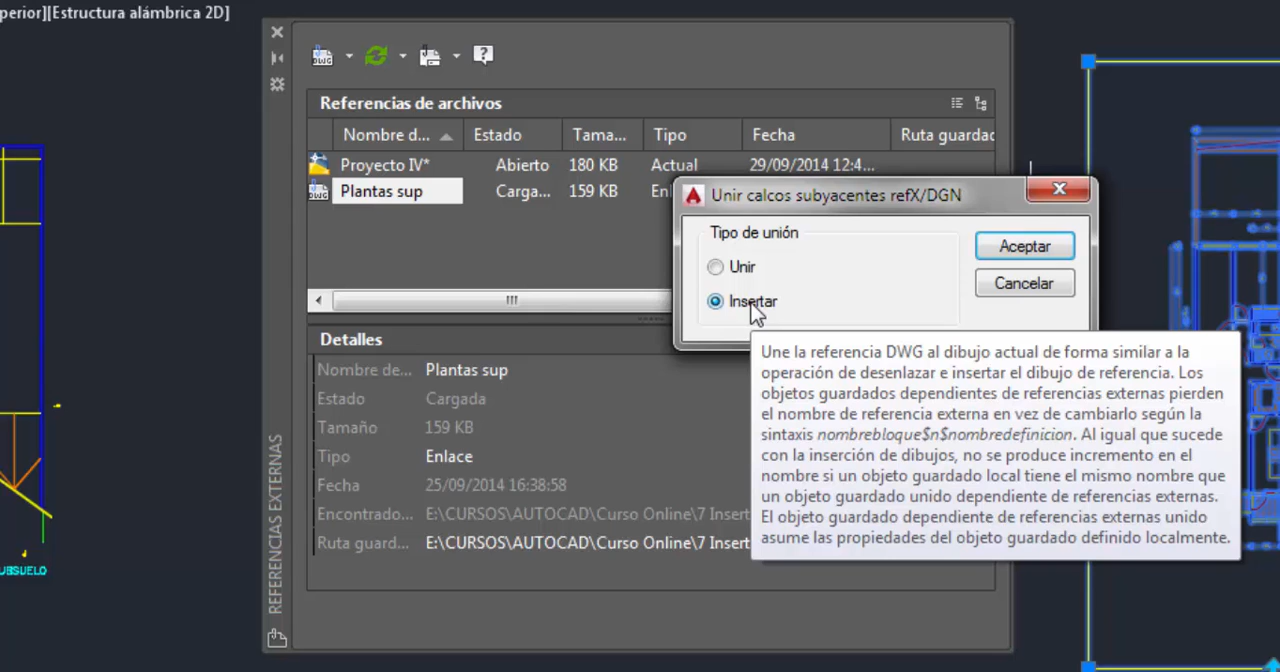 perior][Estructura alámbrica 2D]
DWG
Referencias de archivos
Nombre d... Estado Tama... Tipo Fecha Ruta guardac
Proyecto IV* Abierto 180 KB Actual 29/09/2014 12:4...
DWG Plantas sup Carga... 159 KB Enl
Unir calcos subyacentes refX/DGN
Tipo de unión
Unir
Insertar
Aceptar
Cancelar
Detalles
Nombre de... Plantas sup
Estado Cargada
Tamaño 159 KB
Tipo Enlace
Fecha 25/09/2014 16:38:58
Encontrado... E:\CURSOS\AUTOCAD\Curso Online\7 Insert
Ruta guard... E:\CURSOS\AUTOCAD\Curso Online\7 Insert
Une la referencia DWG al dibujo actual de forma similar a la
operación de desenlazar e insertar el dibujo de referencia. Los
objetos guardados dependientes de referencias externas pierden
el nombre de referencia externa en vez de cambiarlo según la
sintaxis nombrebloque$n$nombredefinicion. Al igual que sucede
con la inserción de dibujos, no se produce incremento en el
nombre si un objeto guardado local tiene el mismo nombre que
un objeto guardado unido dependiente de referencias externas.
El objeto guardado dependiente de referencias externas unido
asume las propiedades del objeto guardado definido localmente.
REFERENCIAS EXTERNAS
UBSUELO